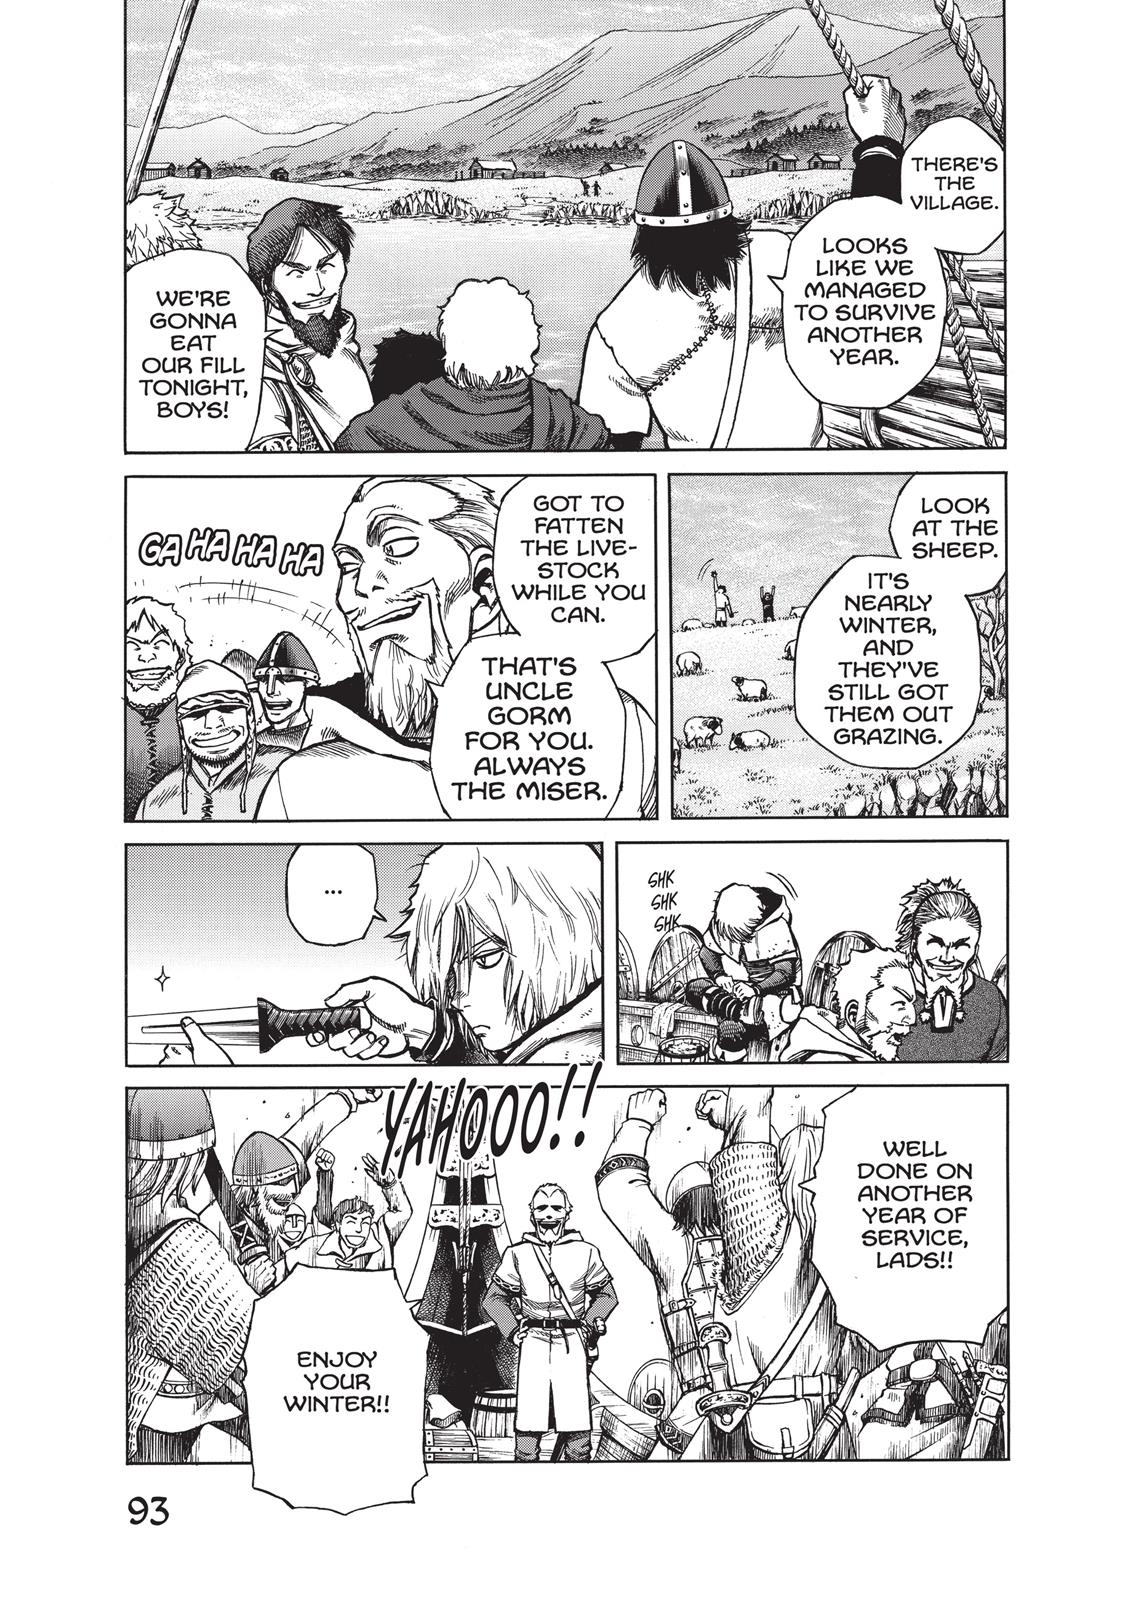 THERE'S
THE
VILLAGE.
LOOKS
LIKE WE
MANAGED
TO SURVIVE
ANOTHER
YEAR.
WE'RE
GONNA
EAT
OUR FILL
TONIGHT,
BOYS!
LOOK
AT THE
SHEEP.
IT'S
NEARLY
WINTER,
AND
THEY'VE
STILL GOT
THEM OUT
GRAZING.
GOT TO
FATTEN
THE LIVE-
STOCK
WHILE YOU
CAN.
THAT'S
UNCLE
GORM
FOR YOU.
ALWAYS
THE MISER.
GA HA HA HA
SHK
SHK
SHK
...
YAHOOO!!
WELL
DONE ON
ANOTHER
YEAR OF
SERVICE,
LADS!!
ENJOY
YOUR
WINTER!!
93